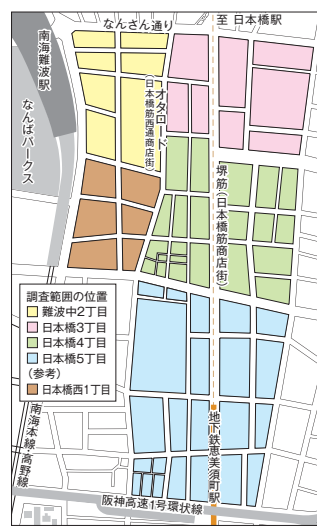 なんさん通り
至 日本橋駅
南海難波駅
なんばパークス
オタロード
(日本橋筋西通商店街)
堺筋(日本橋筋商店街)
調査範囲の位置
難波中2丁目
日本橋3丁目
日本橋4丁目
日本橋5丁目
(参考)
日本橋西1丁目
南海本線・高野線
地下鉄恵美須町駅
阪神高速1号環状線